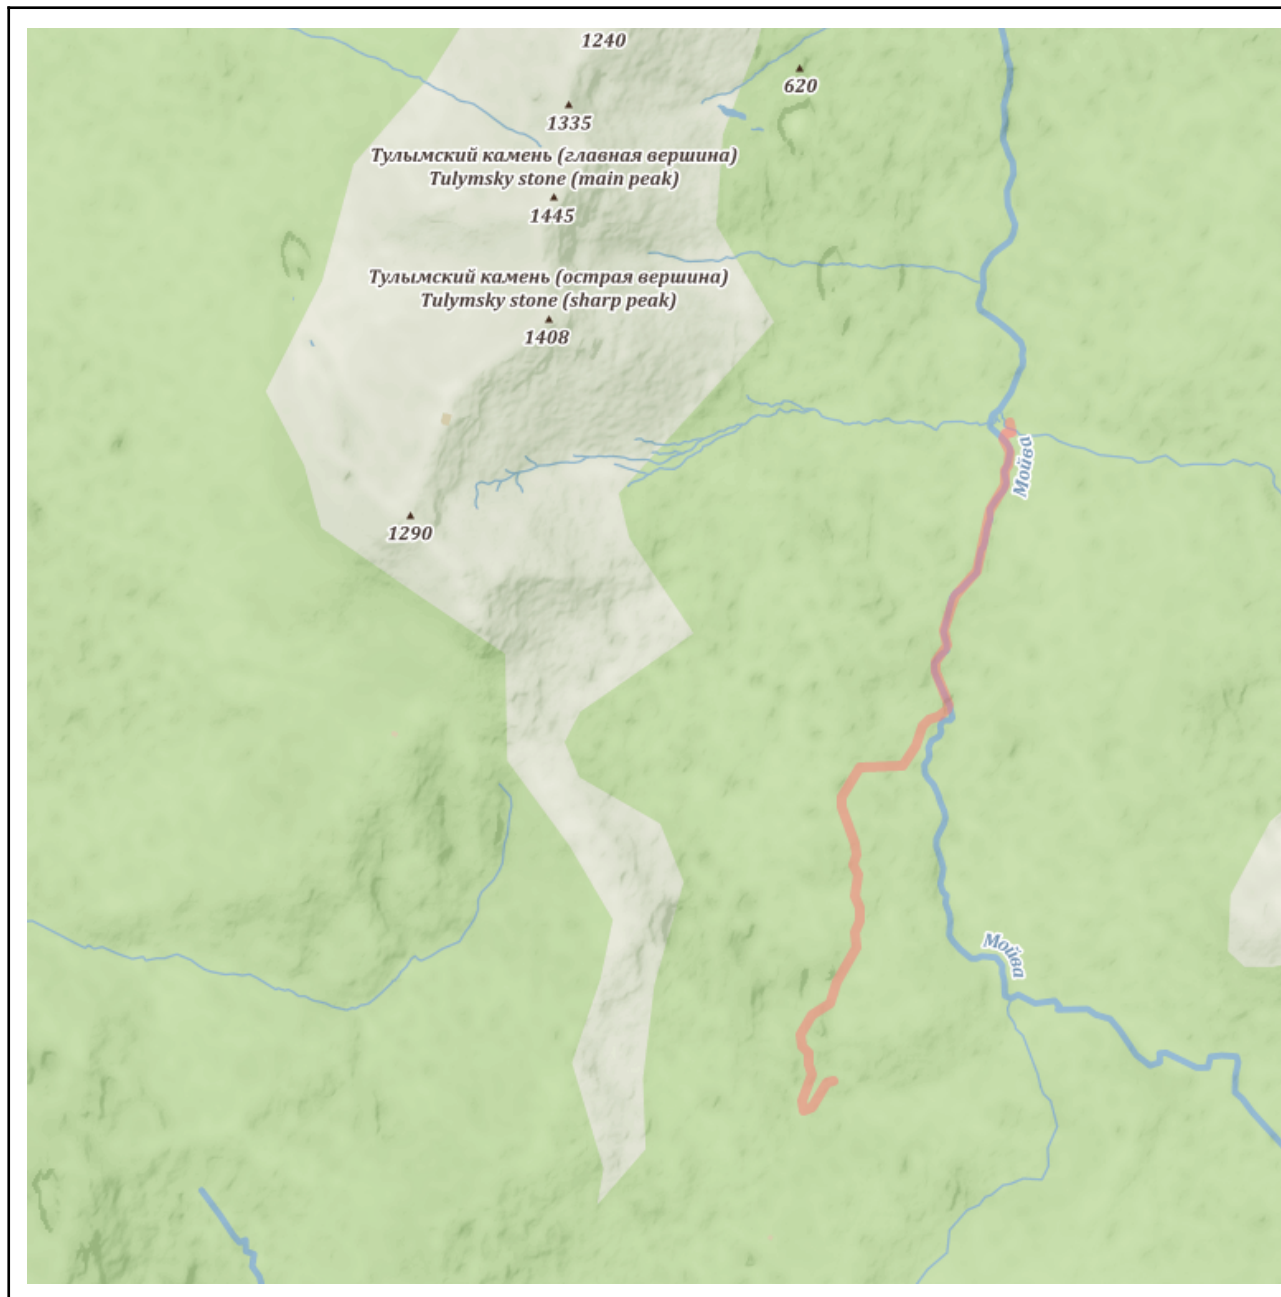 1240
620
1335
Тулымский камень (главная вершина)
Tulymsky stone (main peak)
1445
Тулымский камень (острая вершина)
Tulymsky stone (sharp peak)
1408
Мойва
1290
Мойва